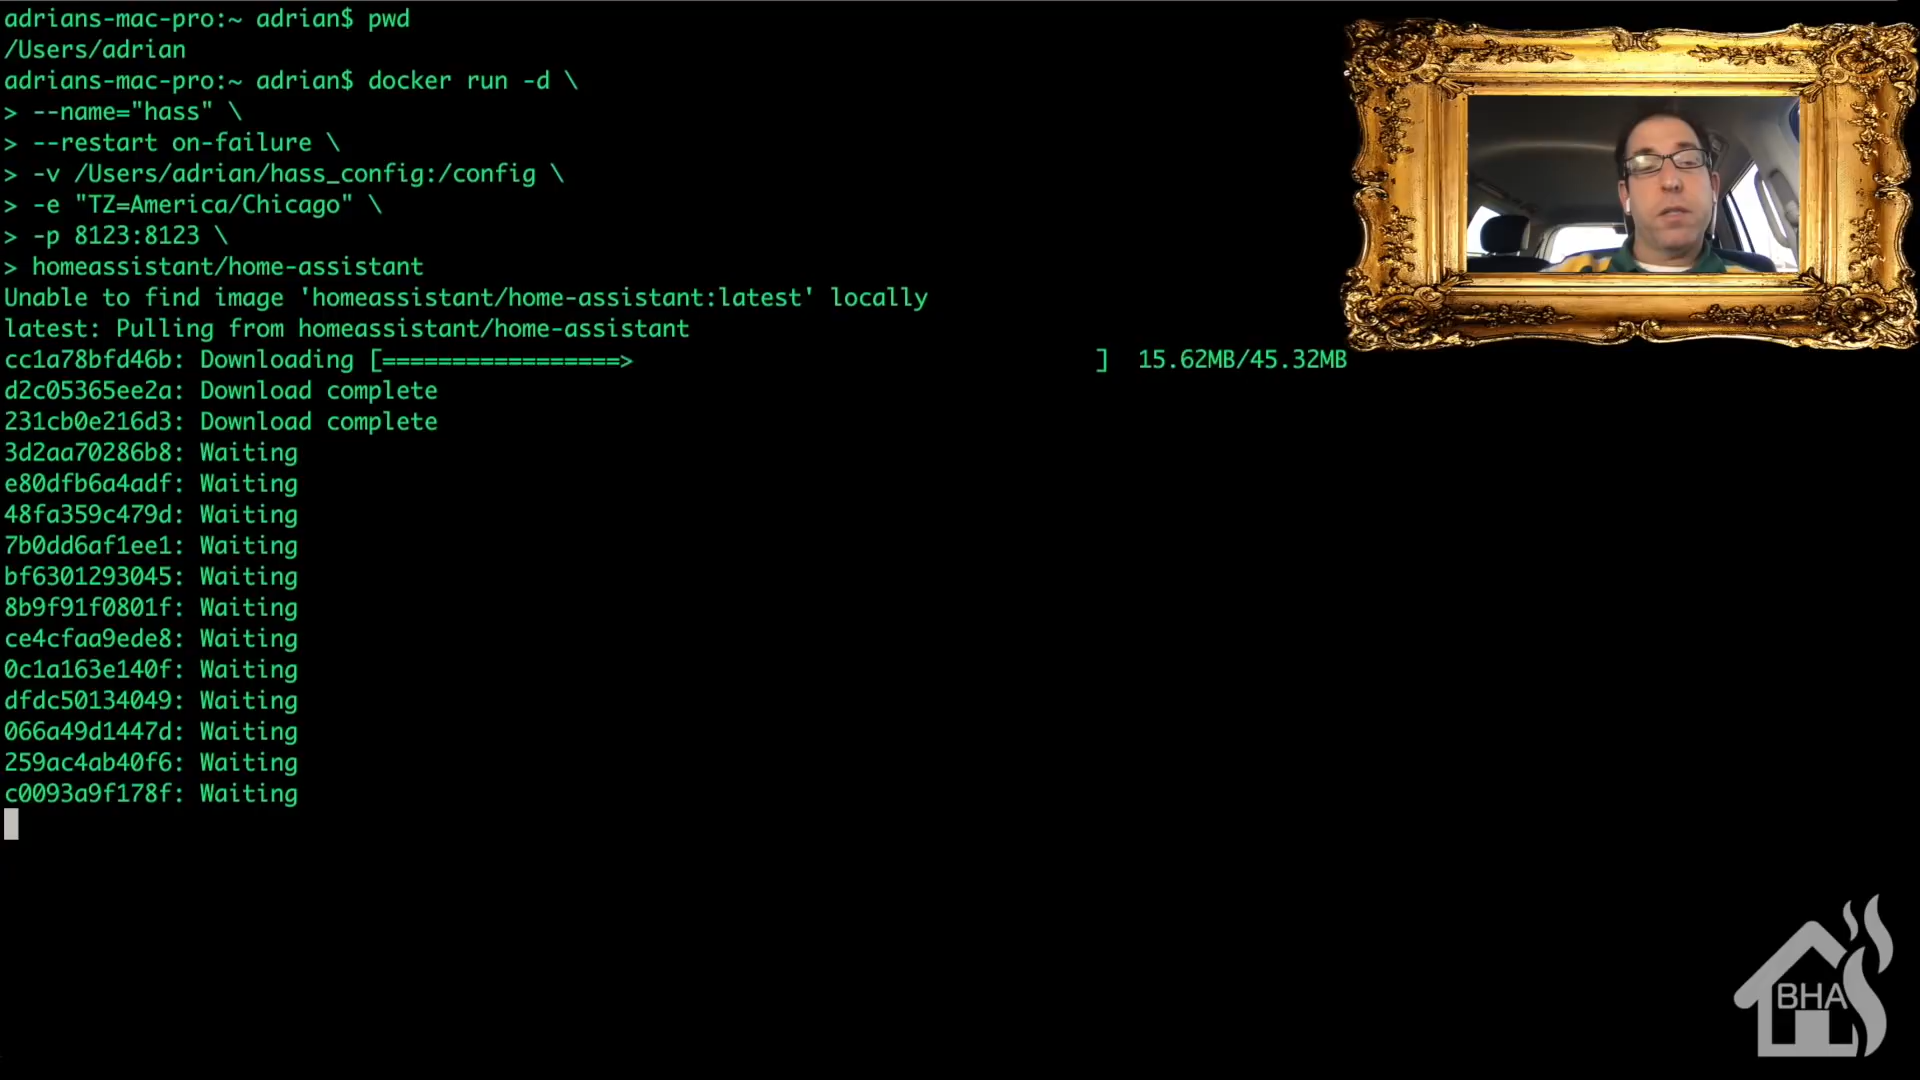 adrians-mac-pro:~ adrian$ pwd
/Users/adrian
adrians-mac-pro:~ adrian$ docker run -d \
> --name="hass" \
> --restart on-failure \
> -v /Users/adrian/hass_config:/config \
> -e "TZ=America/Chicago" \
> -p 8123:8123 \
> homeassistant/home-assistant
Unable to find image 'homeassistant/home-assistant:latest' locally
latest: Pulling from homeassistant/home-assistant
cc1a78bfd46b: Downloading [=================> ] 15.62MB/45.32MB
d2c05365ee2a: Download complete
231cb0e216d3: Download complete
3d2aa70286b8: Waiting
e80dfb6a4adf: Waiting
48fa359c479d: Waiting
7b0dd6af1ee1: Waiting
bf6301293045: Waiting
8b9f91f0801f: Waiting
ce4cfaa9ede8: Waiting
0c1a163e140f: Waiting
dfdc50134049: Waiting
066a49d1447d: Waiting
259ac4ab40f6: Waiting
c0093a9f178f: Waiting
BHA